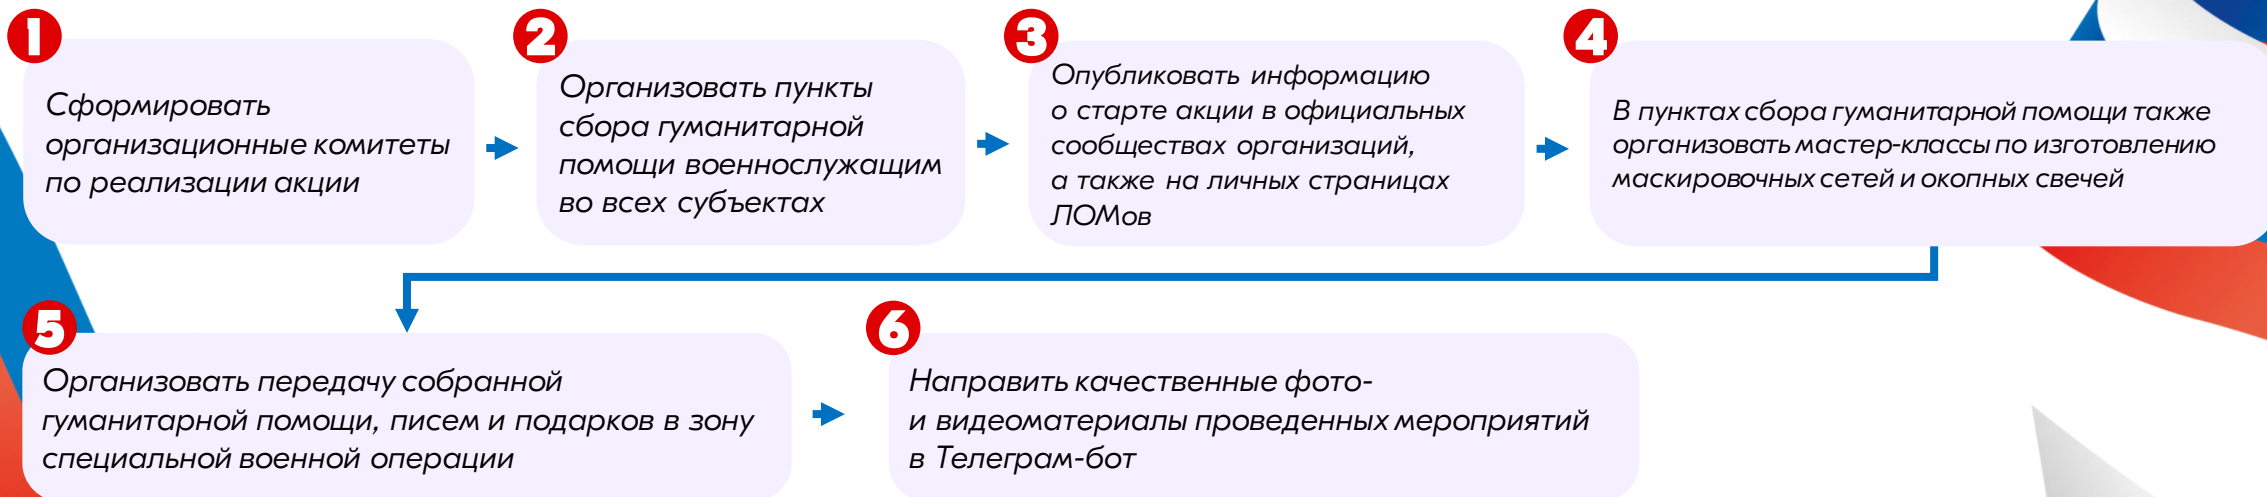 1
Сформировать
организационные комитеты
по реализации акции
2
Организовать пункты
сбора гуманитарной
помощи военнослужащим
во всех субъектах
3
Опубликовать информацию
о старте акции в официальных
сообществах организаций,
а также на личных страницах
ЛОМов
4
В пунктах сбора гуманитарной помощи также
организовать мастер-классы по изготовлению
маскировочных сетей и окопных свечей
5
Организовать передачу собранной
гуманитарной помощи, писем и подарков в зону
специальной военной операции
6
Направить качественные фото-
и видеоматериалы проведенных мероприятий
в Телеграм-бот